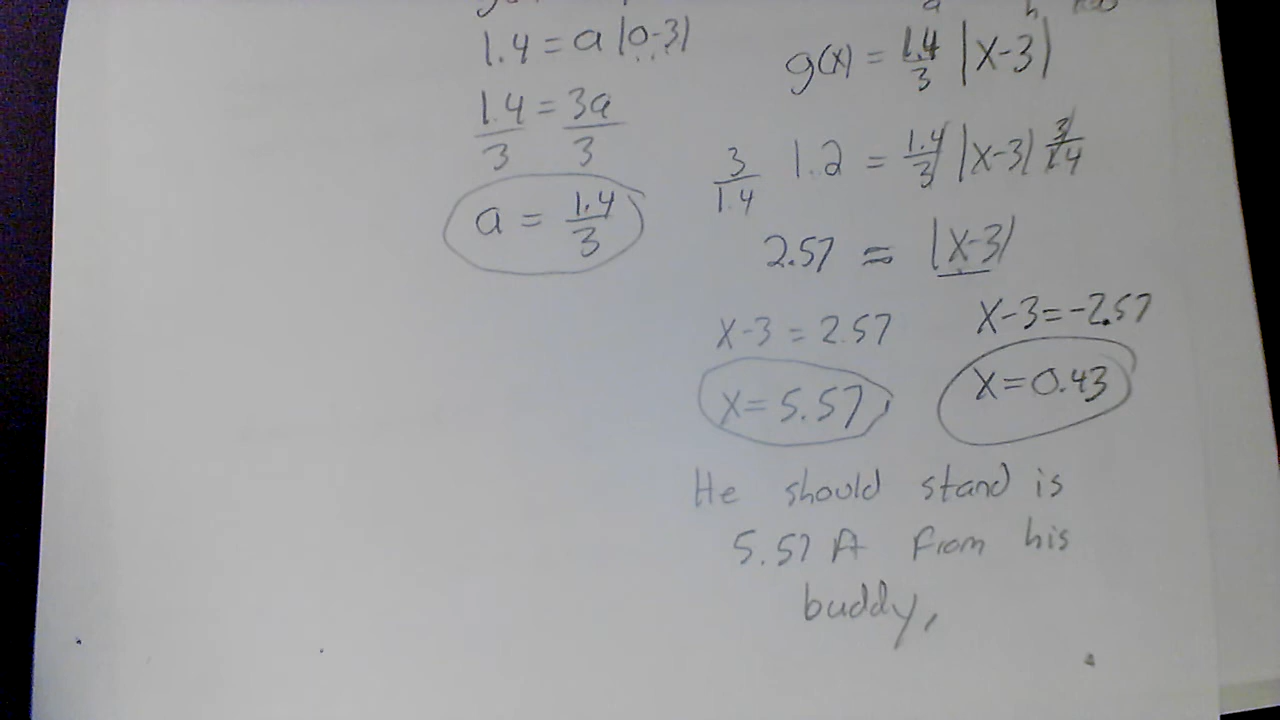 1.4 = a |0-3|
1.4/3 = 3a/3
a = 1.4/3
g(x) = 1.4/3 |x-3|
3/1.4 1.2 = 1.4/3 |x-3| 3/1.4
2.57 ≈ |x-3|
x-3 = 2.57
x-3=-2.57
x= 5.57
x=0.43
He should stand is
5.57 ft from his
buddy,